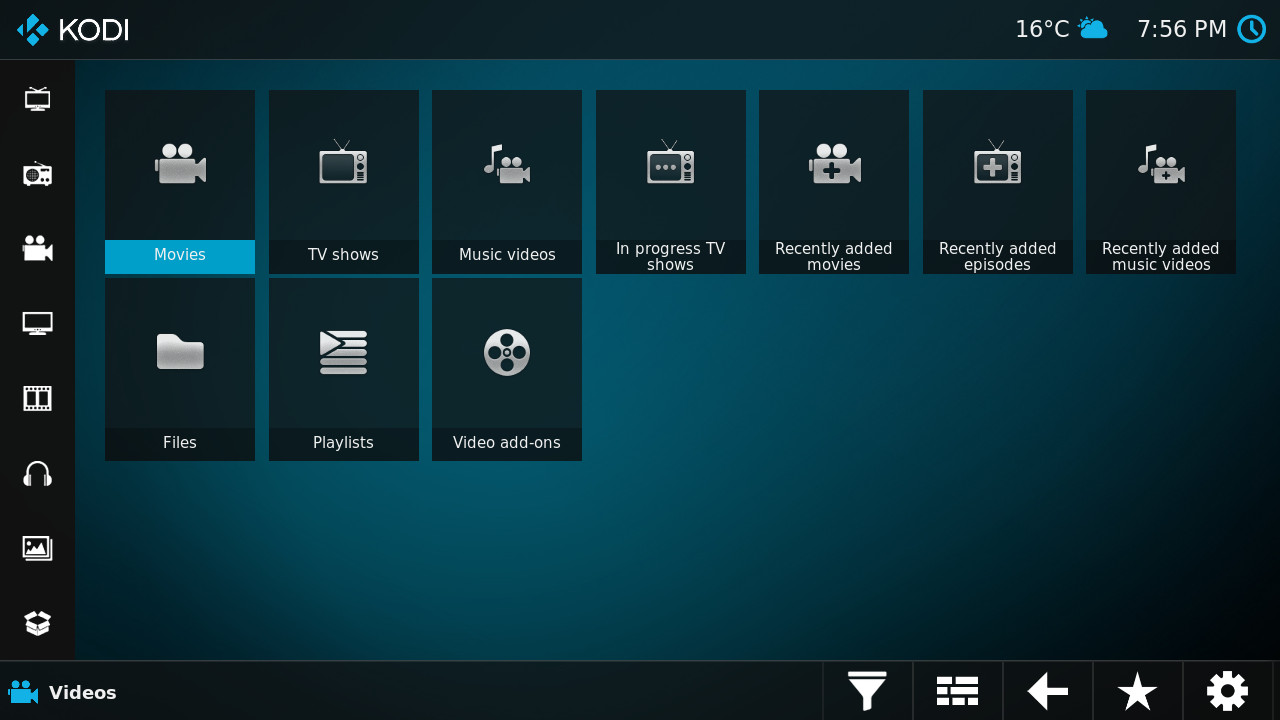 KODI
16°C 7:56 PM
Movies
TV shows
Music videos
In progress TV
shows
Recently added
movies
Recently added
episodes
Recently added
music videos
Files
Playlists
Video add-ons
Videos